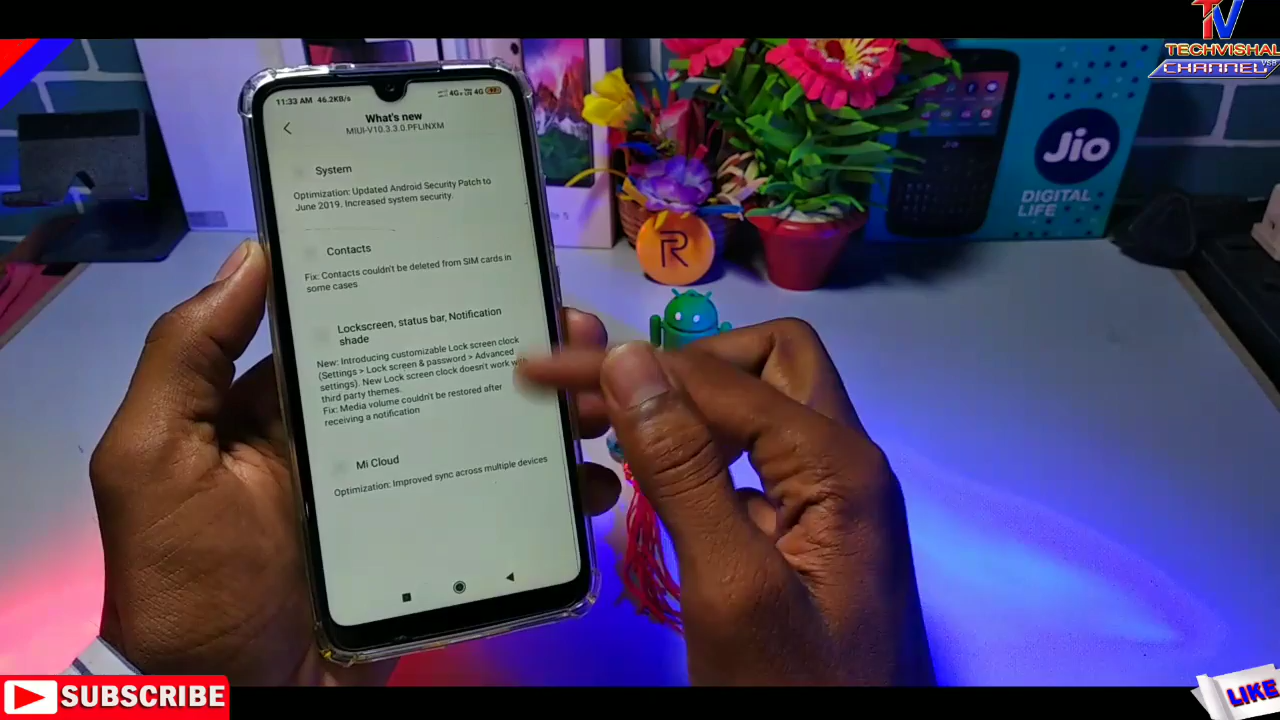 TV
TECHVISHAL
VSB
CHANNEL
11:33 AM 46.2KB/s
4G 4G
What's new
MIUI-V10.3.3.0.PFLINXM
System
Optimization: Updated Android Security Patch to
June 2019. Increased system security.
Contacts
Fix: Contacts couldn't be deleted from SIM cards in
some cases
Lockscreen, status bar, Notification
shade
New: Introducing customizable Lock screen clock
(Settings > Lock screen & password > Advanced
settings). New Lock screen clock doesn't work with
third party themes.
Fix: Media volume couldn't be restored after
receiving a notification
Mi Cloud
Optimization: Improved sync across multiple devices
Jio
DIGITAL
LIFE
R
SUBSCRIBE
LIKE